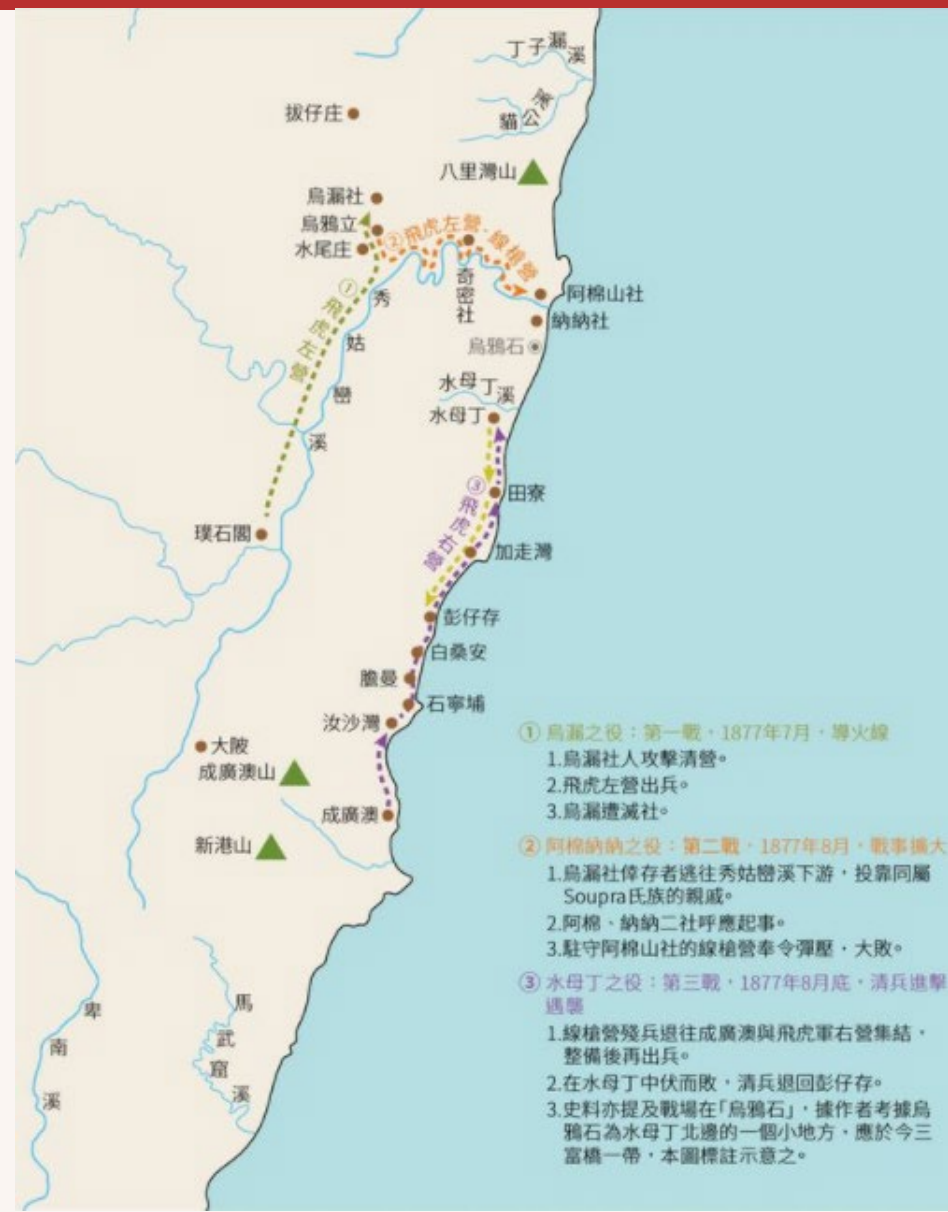 丁子漏溪
貓公溪
拔仔庄
八里灣山
烏漏社
烏鴉立
水尾庄
②飛虎左營、線槍營
奇密社
①飛虎左營
秀姑巒溪
阿棉山社
納納社
烏鴉石
水母丁溪
水母丁
③飛虎右營
田寮
璞石閣
加走灣
彭仔存
白桑安
膽曼
石寧埔
汝沙灣
大陂
成廣澳山
成廣澳
新港山
卑南溪
馬武窟溪
① 烏漏之役：第一戰，1877年7月，導火線
1.烏漏社人攻擊清營。
2.飛虎左營出兵。
3.烏漏遭滅社。
② 阿棉納納之役：第二戰，1877年8月，戰事擴大
1.烏漏社倖存者逃往秀姑巒溪下游，投靠同屬
Soupra氏族的親戚。
2.阿棉、納納二社呼應起事。
3.駐守阿棉山社的線槍營奉令彈壓，大敗。
③ 水母丁之役：第三戰，1877年8月底，清兵進擊
遇襲
1.線槍營殘兵退往成廣澳與飛虎軍右營集結，
整備後再出兵。
2.在水母丁中伏而敗，清兵退回彭仔存。
3.史料亦提及戰場在「烏鴉石」，據作者考據烏
鴉石為水母丁北邊的一個小地方，應於今三
富橋一帶，本圖標註示意之。